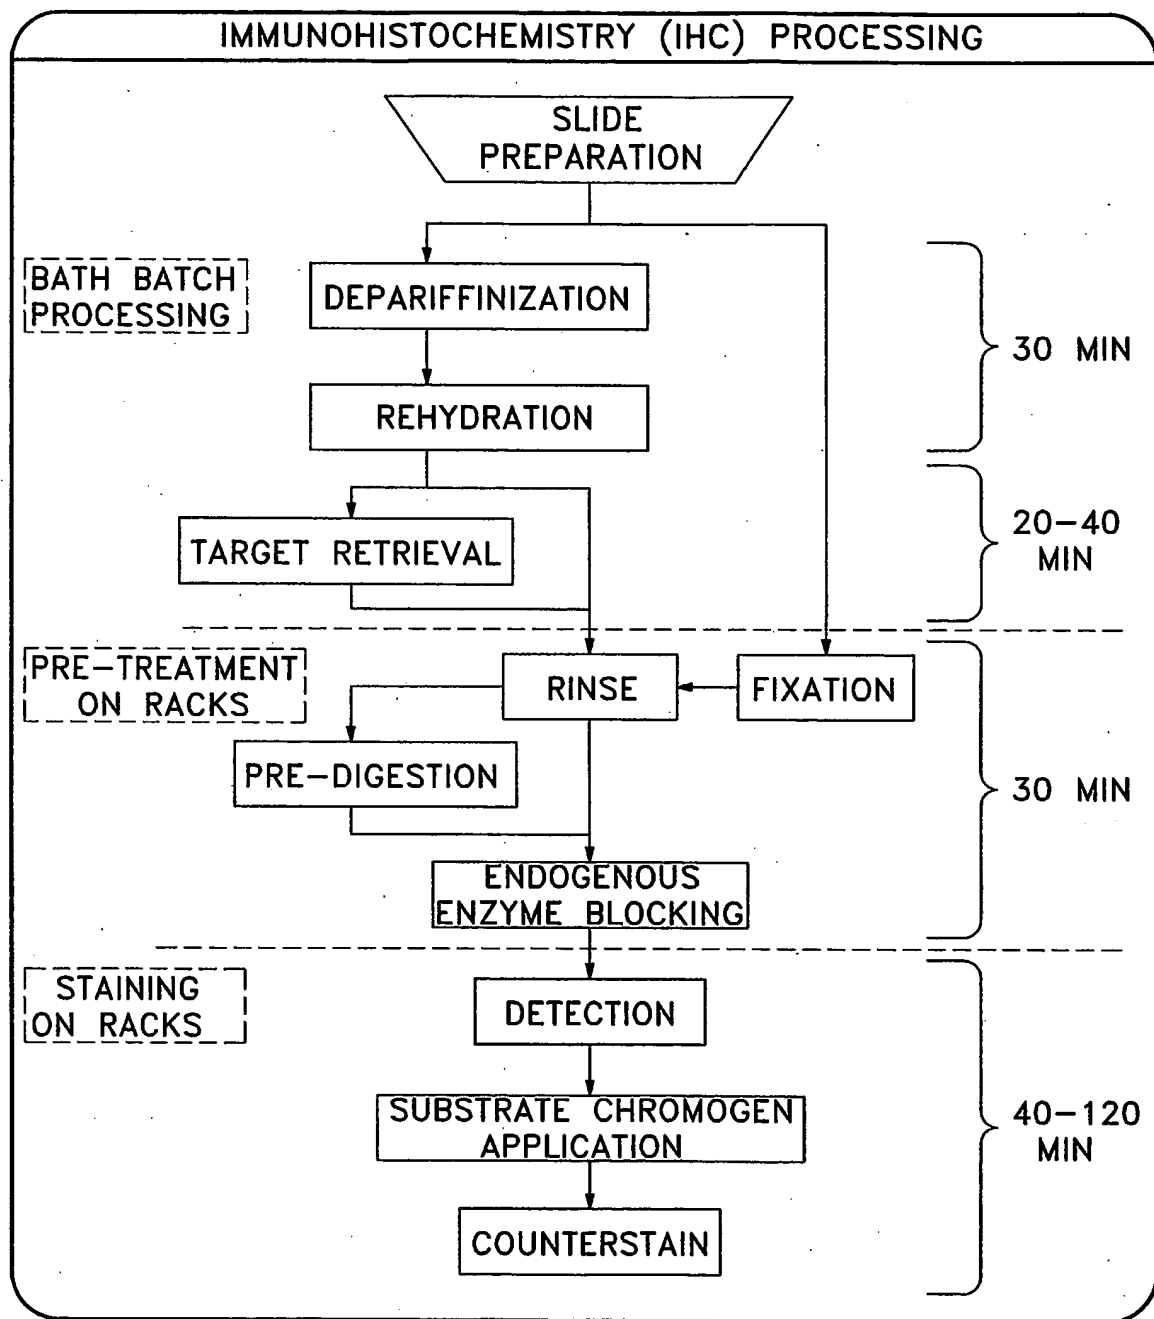 IMMUNOHISTOCHEMISTRY (IHC) PROCESSING
SLIDE
PREPARATION
BATH BATCH
PROCESSING
DEPARIFFINIZATION
30 MIN
REHYDRATION
TARGET RETRIEVAL
20-40
MIN
PRE-TREATMENT
ON RACKS
RINSE
FIXATION
PRE-DIGESTION
30 MIN
ENDOGENOUS
ENZYME BLOCKING
STAINING
ON RACKS
DETECTION
SUBSTRATE CHROMOGEN
APPLICATION
40-120
MIN
COUNTERSTAIN